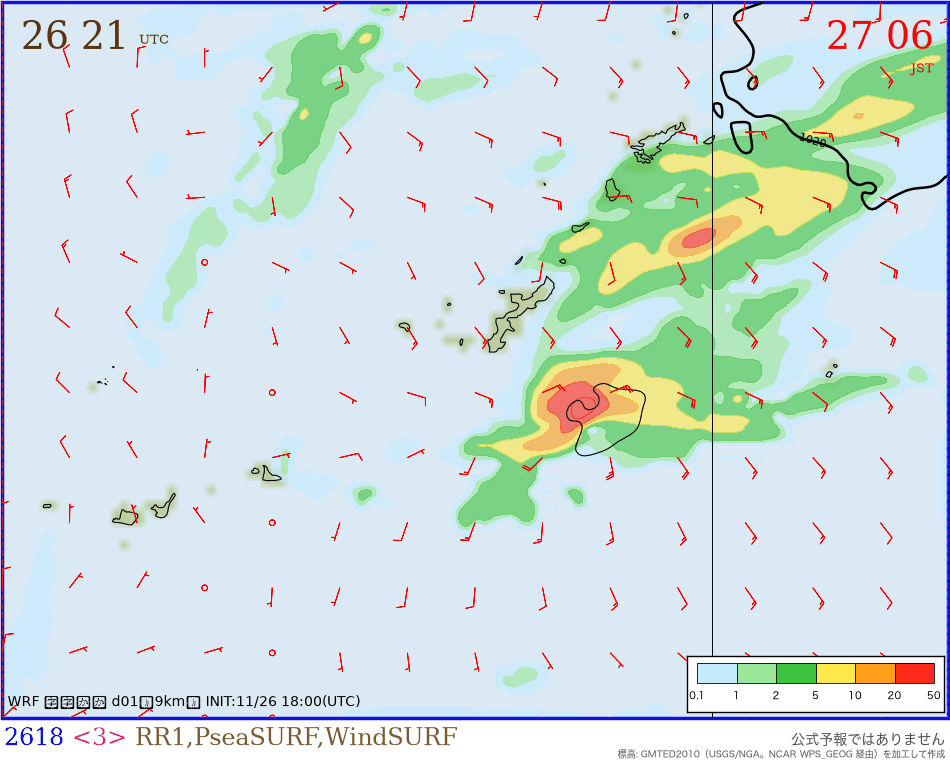 26 21 UTC
27 06
JST
1020
0.1 1 2 5 10 20 50
WRF d01 9km INIT:11/26 18:00(UTC)
2618 <3> RR1,PseaSURF,WindSURF
公式予報ではありません
標高: GMTED2010（USGS/NGA。NCAR WPS_GEOG 経由）を加工して作成